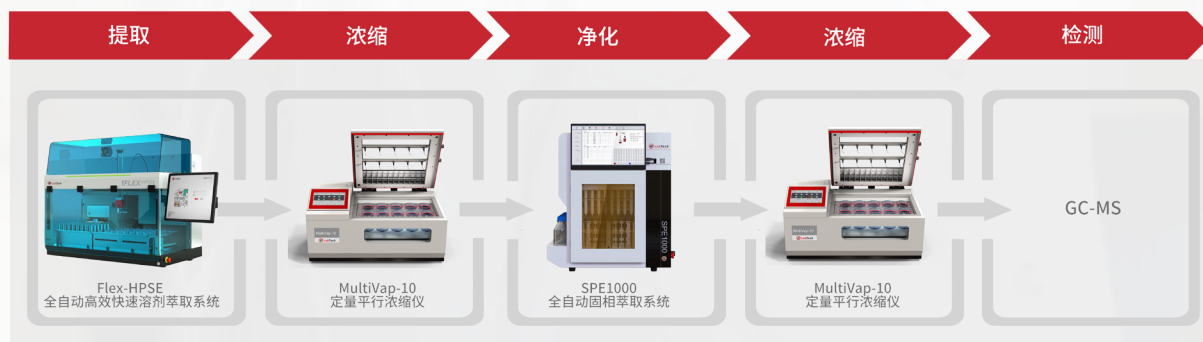 提取
浓缩
净化
浓缩
检测
Flex-HPSE
全自动高效快速溶剂萃取系统
MultiVap-10
定量平行浓缩仪
SPE1000
SPE1000
全自动固相萃取系统
MultiVap-10
定量平行浓缩仪
GC-MS